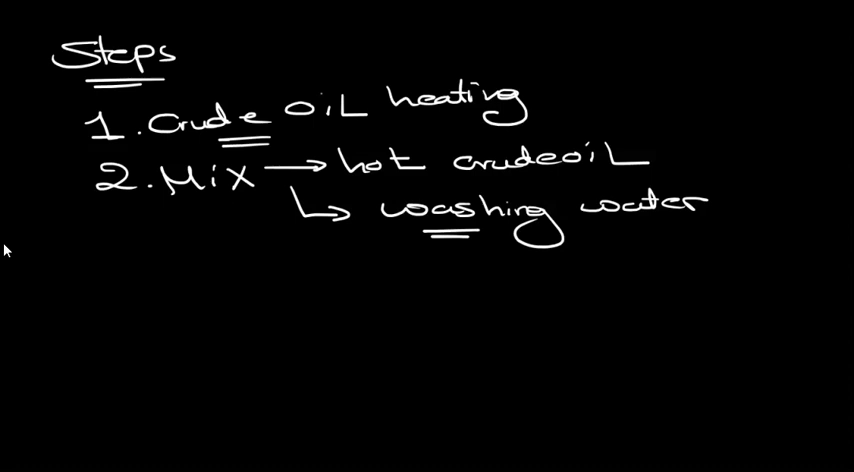 Steps
1. Crude oil heating
2. Mix → hot crudeoil
↳ washing water